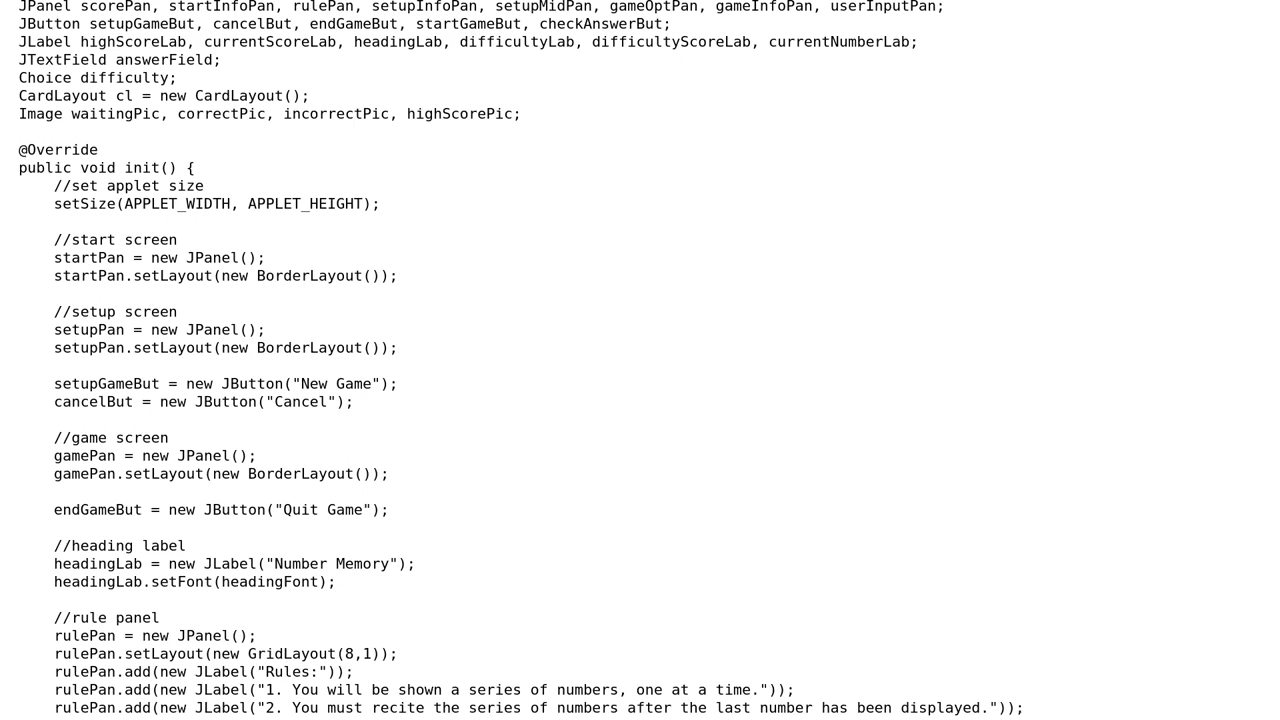 JPanel scorePan, startInfoPan, rulePan, setupInfoPan, setupMidPan, gameOptPan, gameInfoPan, userInputPan;
JButton setupGameBut, cancelBut, endGameBut, startGameBut, checkAnswerBut;
JLabel highScoreLab, currentScoreLab, headingLab, difficultyLab, difficultyScoreLab, currentNumberLab;
JTextField answerField;
Choice difficulty;
CardLayout cl = new CardLayout();
Image waitingPic, correctPic, incorrectPic, highScorePic;

@Override
public void init() {
    //set applet size
    setSize(APPLET_WIDTH, APPLET_HEIGHT);

    //start screen
    startPan = new JPanel();
    startPan.setLayout(new BorderLayout());

    //setup screen
    setupPan = new JPanel();
    setupPan.setLayout(new BorderLayout());

    setupGameBut = new JButton("New Game");
    cancelBut = new JButton("Cancel");

    //game screen
    gamePan = new JPanel();
    gamePan.setLayout(new BorderLayout());

    endGameBut = new JButton("Quit Game");

    //heading label
    headingLab = new JLabel("Number Memory");
    headingLab.setFont(headingFont);

    //rule panel
    rulePan = new JPanel();
    rulePan.setLayout(new GridLayout(8,1));
    rulePan.add(new JLabel("Rules:"));
    rulePan.add(new JLabel("1. You will be shown a series of numbers, one at a time."));
    rulePan.add(new JLabel("2. You must recite the series of numbers after the last number has been displayed."));